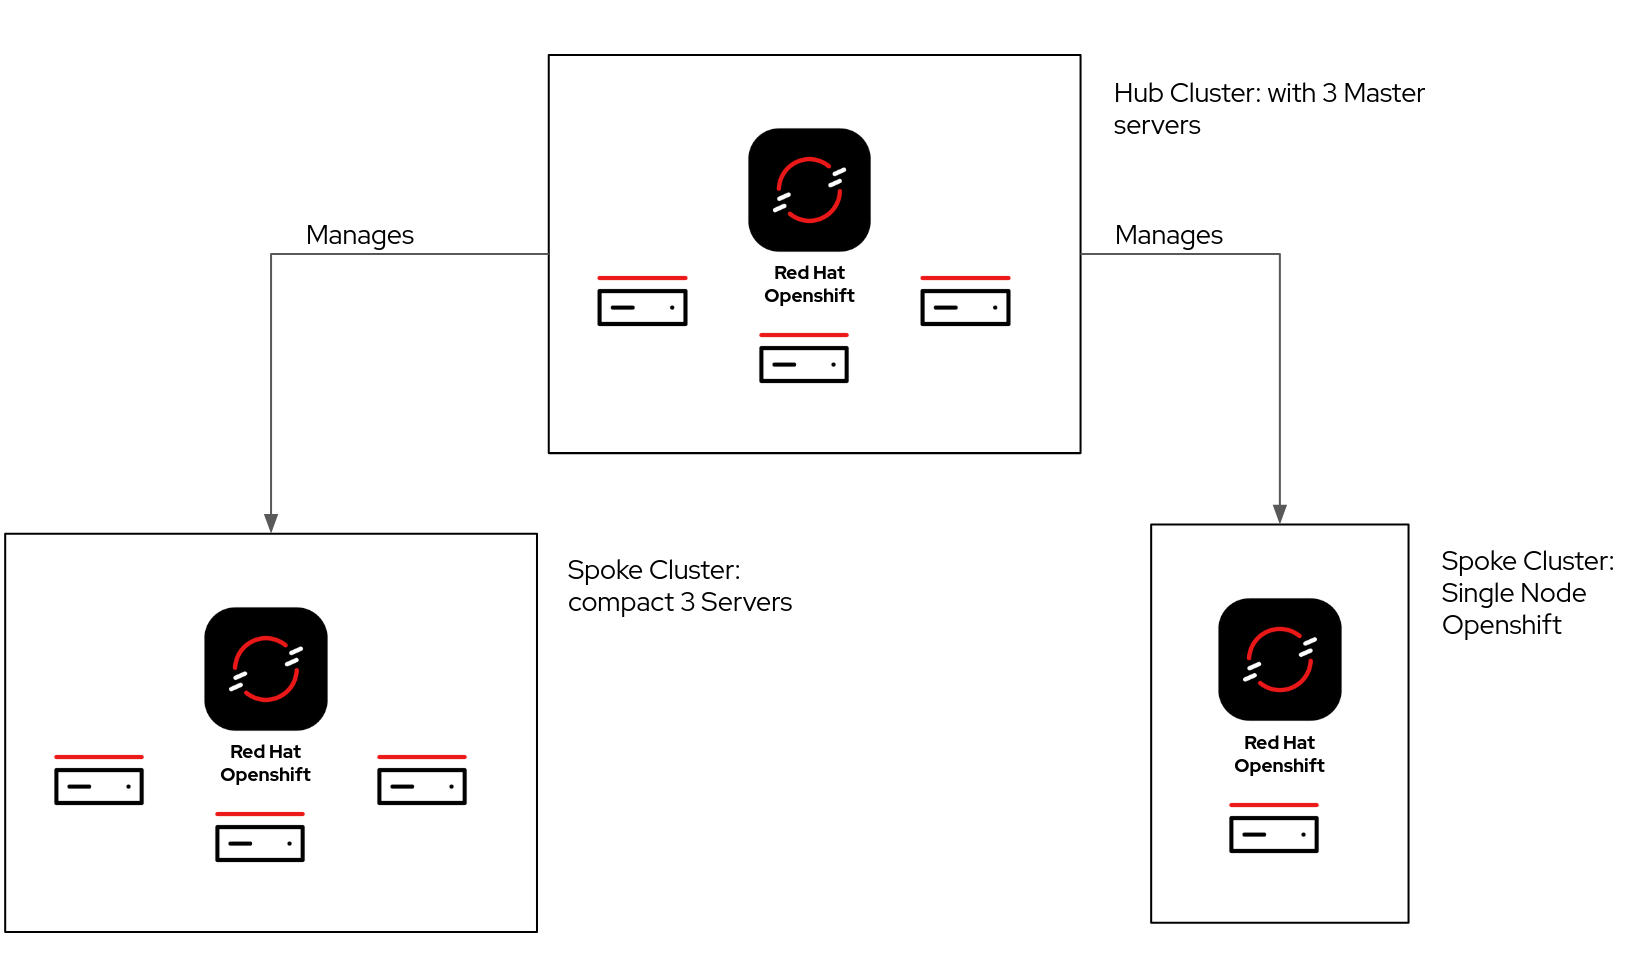 Hub Cluster: with 3 Master
servers
Manages
Manages
Red Hat
Openshift
Spoke Cluster:
compact 3 Servers
Spoke Cluster:
Single Node
Openshift
Red Hat
Openshift
Red Hat
Openshift